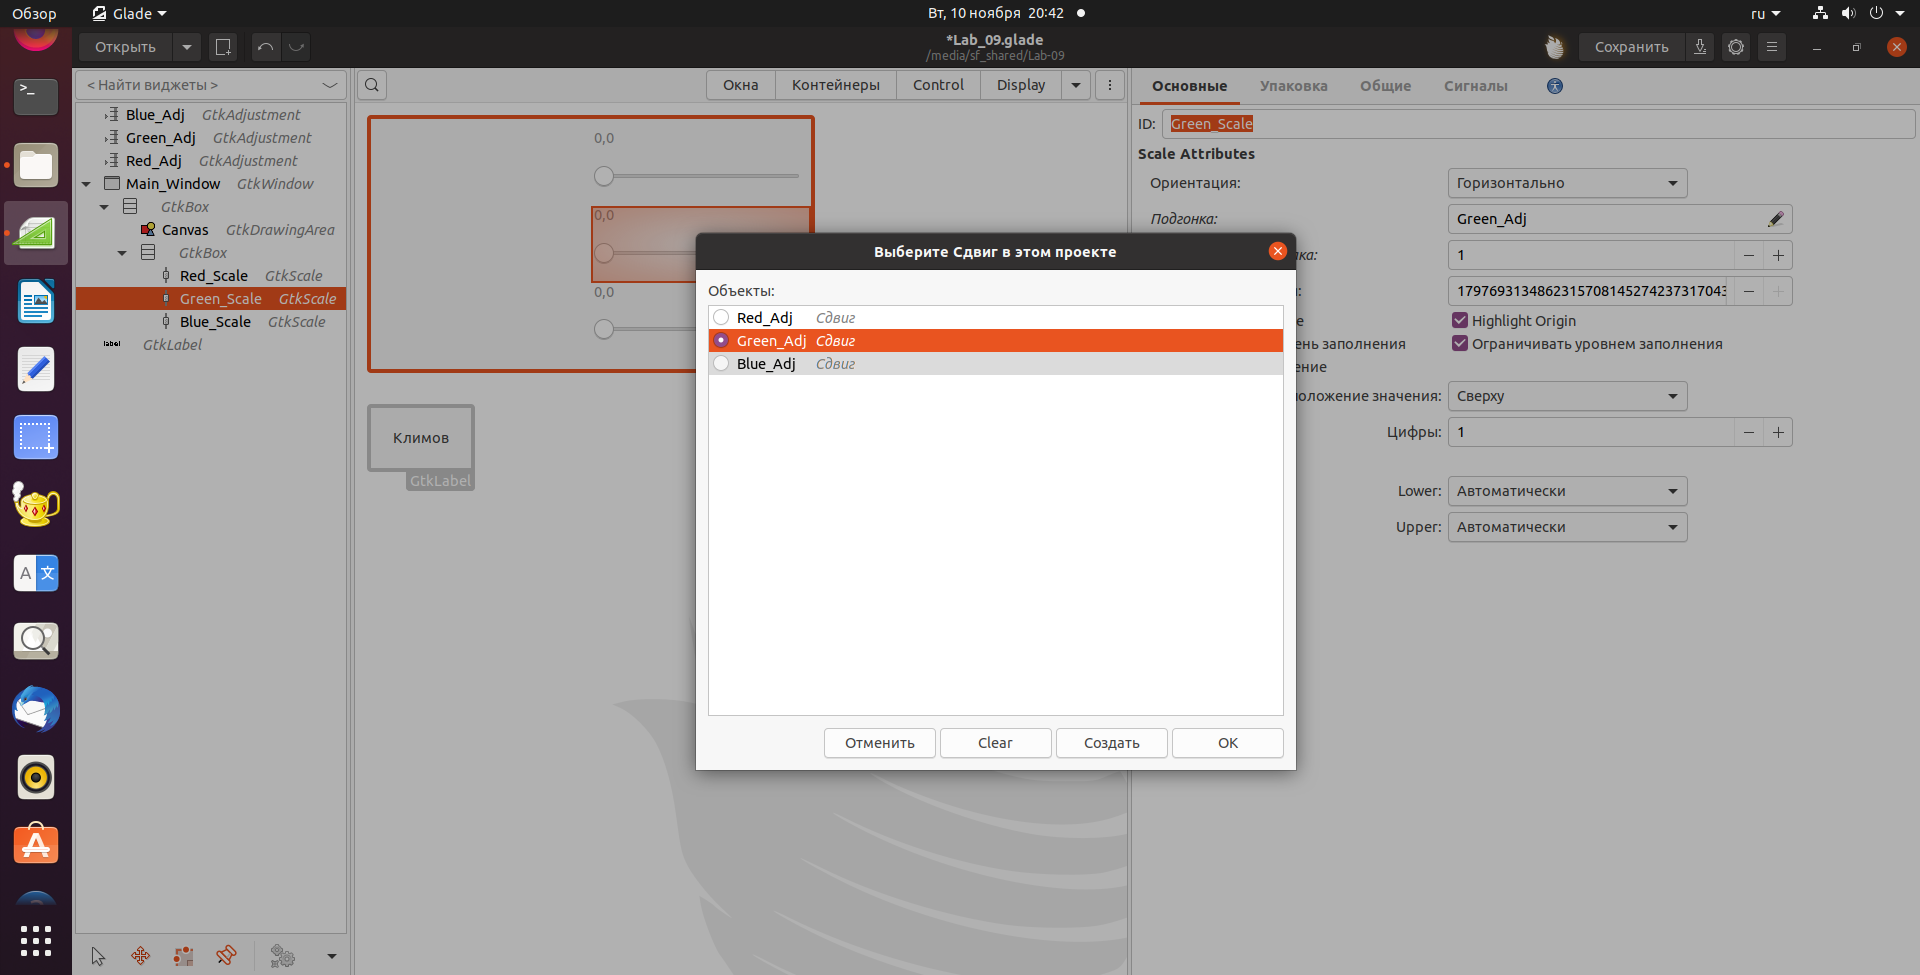 Обзор
Glade
Вт, 10 ноября 20:42
ru
Открыть
*Lab_09.glade
/media/sf_shared/Lab-09
Сохранить
< Найти виджеты >
Blue_Adj GtkAdjustment
Green_Adj GtkAdjustment
Red_Adj GtkAdjustment
Main_Window GtkWindow
GtkBox
Canvas GtkDrawingArea
GtkBox
Red_Scale GtkScale
Green_Scale GtkScale
Blue_Scale GtkScale
label GtkLabel
Окна
Контейнеры
Control
Display
0,0
0,0
0,0
Климов
GtkLabel
Выберите Сдвиг в этом проекте
Объекты:
Red_Adj Сдвиг
Green_Adj Сдвиг
Blue_Adj Сдвиг
Отменить
Clear
Создать
OK
Основные
Упаковка
Общие
Сигналы
ID: Green_Scale
Scale Attributes
Ориентация: Горизонтально
Подгонка: Green_Adj
ка: 1
: 179769313486231570814527423731704
е Highlight Origin
ень заполнения Ограничивать уровнем заполнения
ение
оложение значения: Сверху
Цифры: 1
Lower: Автоматически
Upper: Автоматически